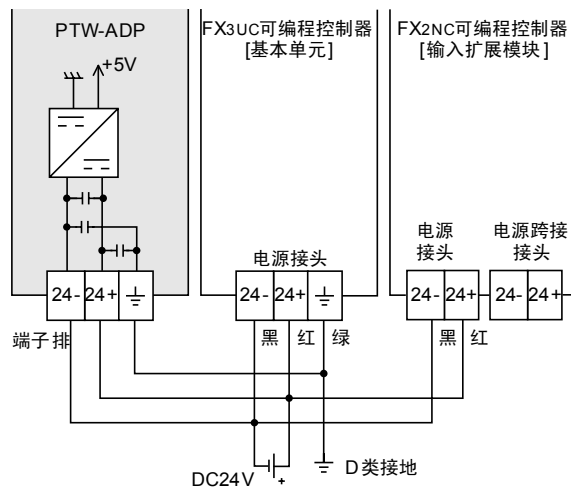 PTW-ADP
+5V
24-
24+
端子排
FX3UC可编程控制器
[基本单元]
电源接头
24-
24+
黑
红
绿
FX2NC可编程控制器
[输入扩展模块]
电源
接头
电源跨接
接头
24-
24+
24-
24+
黑
红
DC24V
+
D类接地